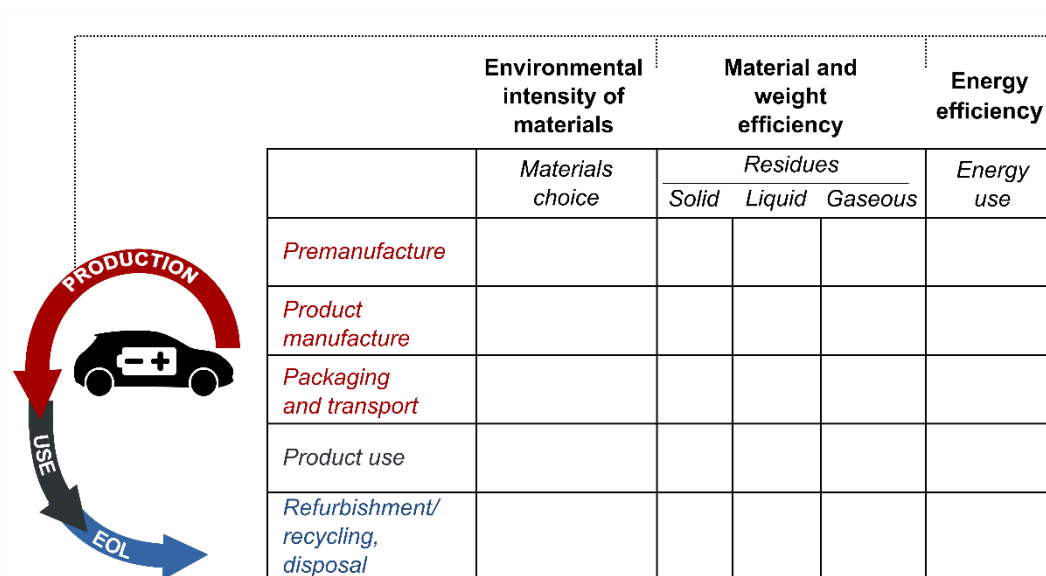 Environmental
intensity of
materials
Material and
weight
efficiency
Energy
efficiency
Materials
choice
Residues
Solid Liquid Gaseous
Energy
use
Premanufacture
Product
manufacture
Packaging
and transport
Product use
Refurbishment/
recycling,
disposal
PRODUCTION
- +
USE
EOL